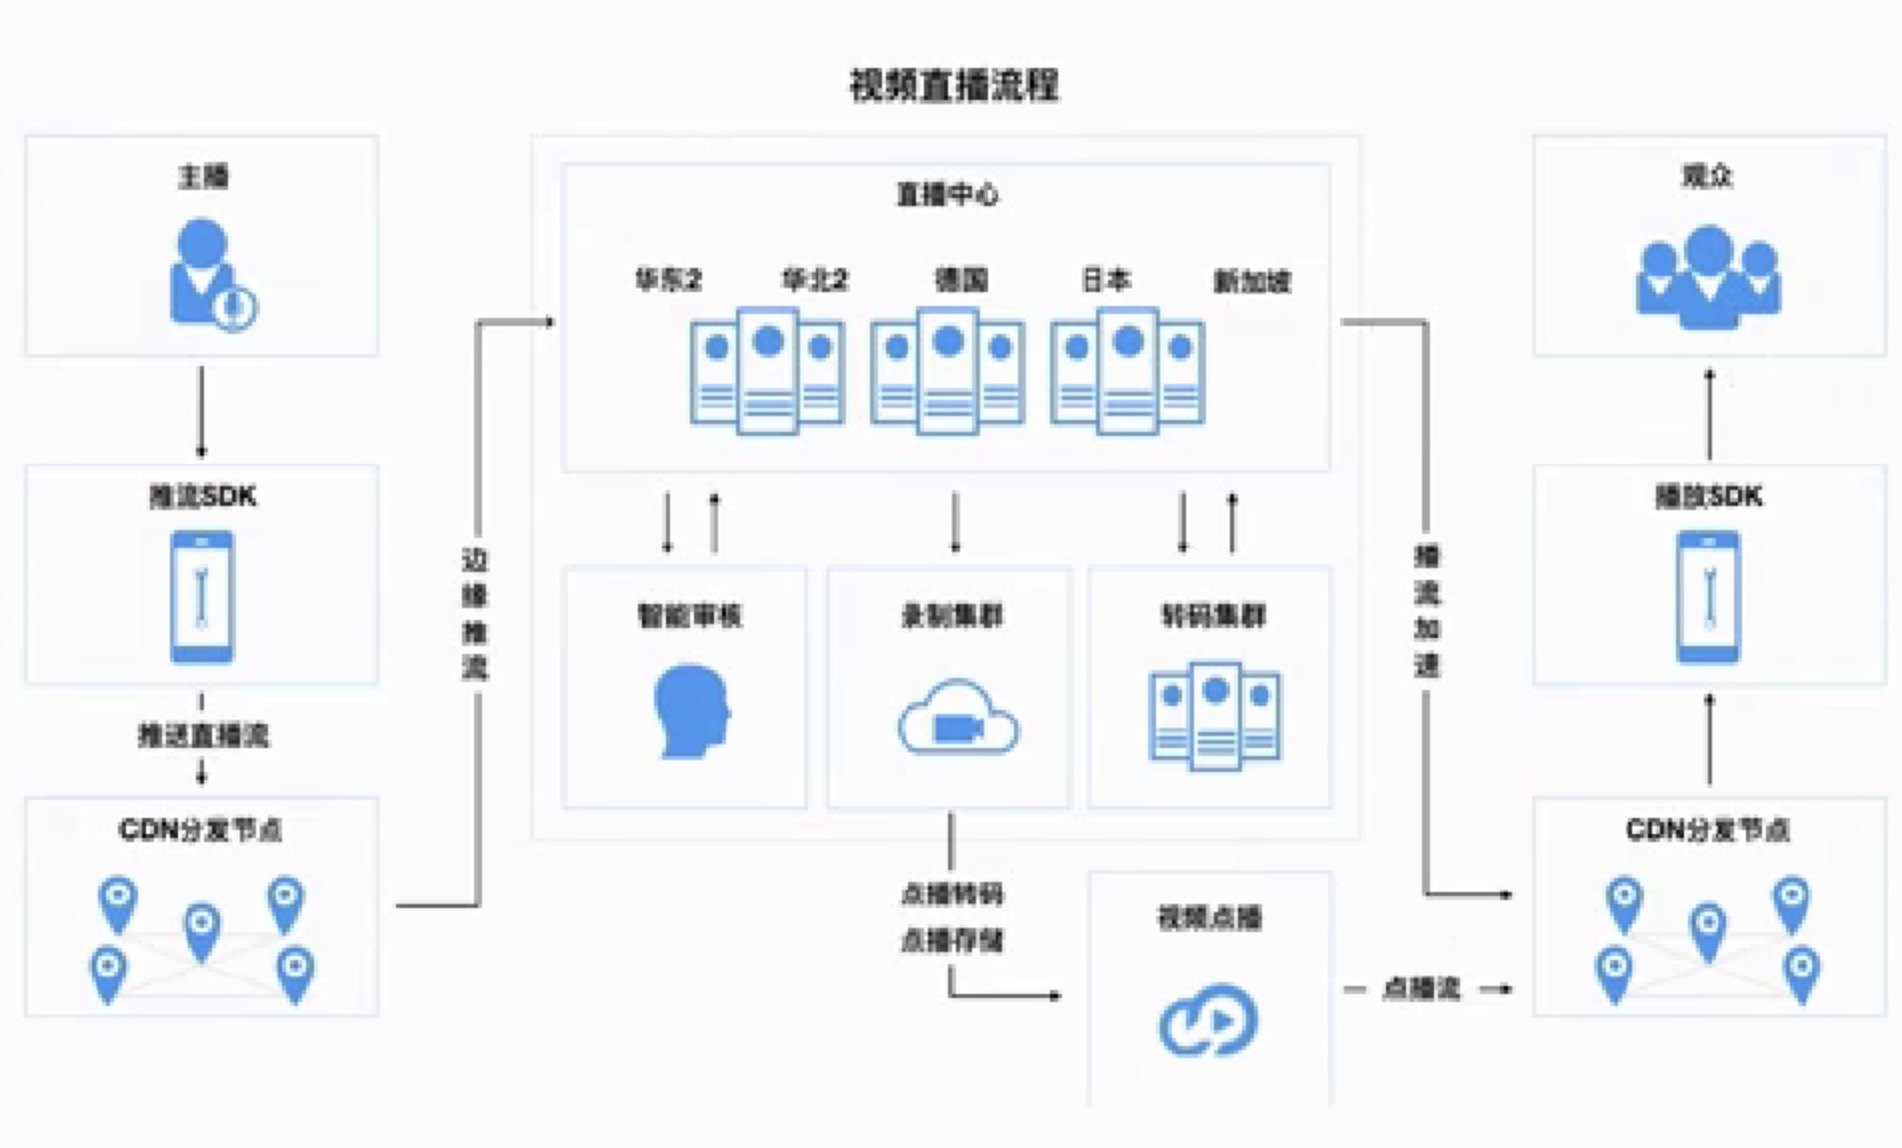 视频直播流程
主播
推流SDK
推送直播流
CDN分发节点
边缘推流
直播中心
华东2 华北2 德国 日本 新加坡
智能审核
录制集群
转码集群
点播转码
点播存储
视频点播
点播流
播流加速
观众
播放SDK
CDN分发节点